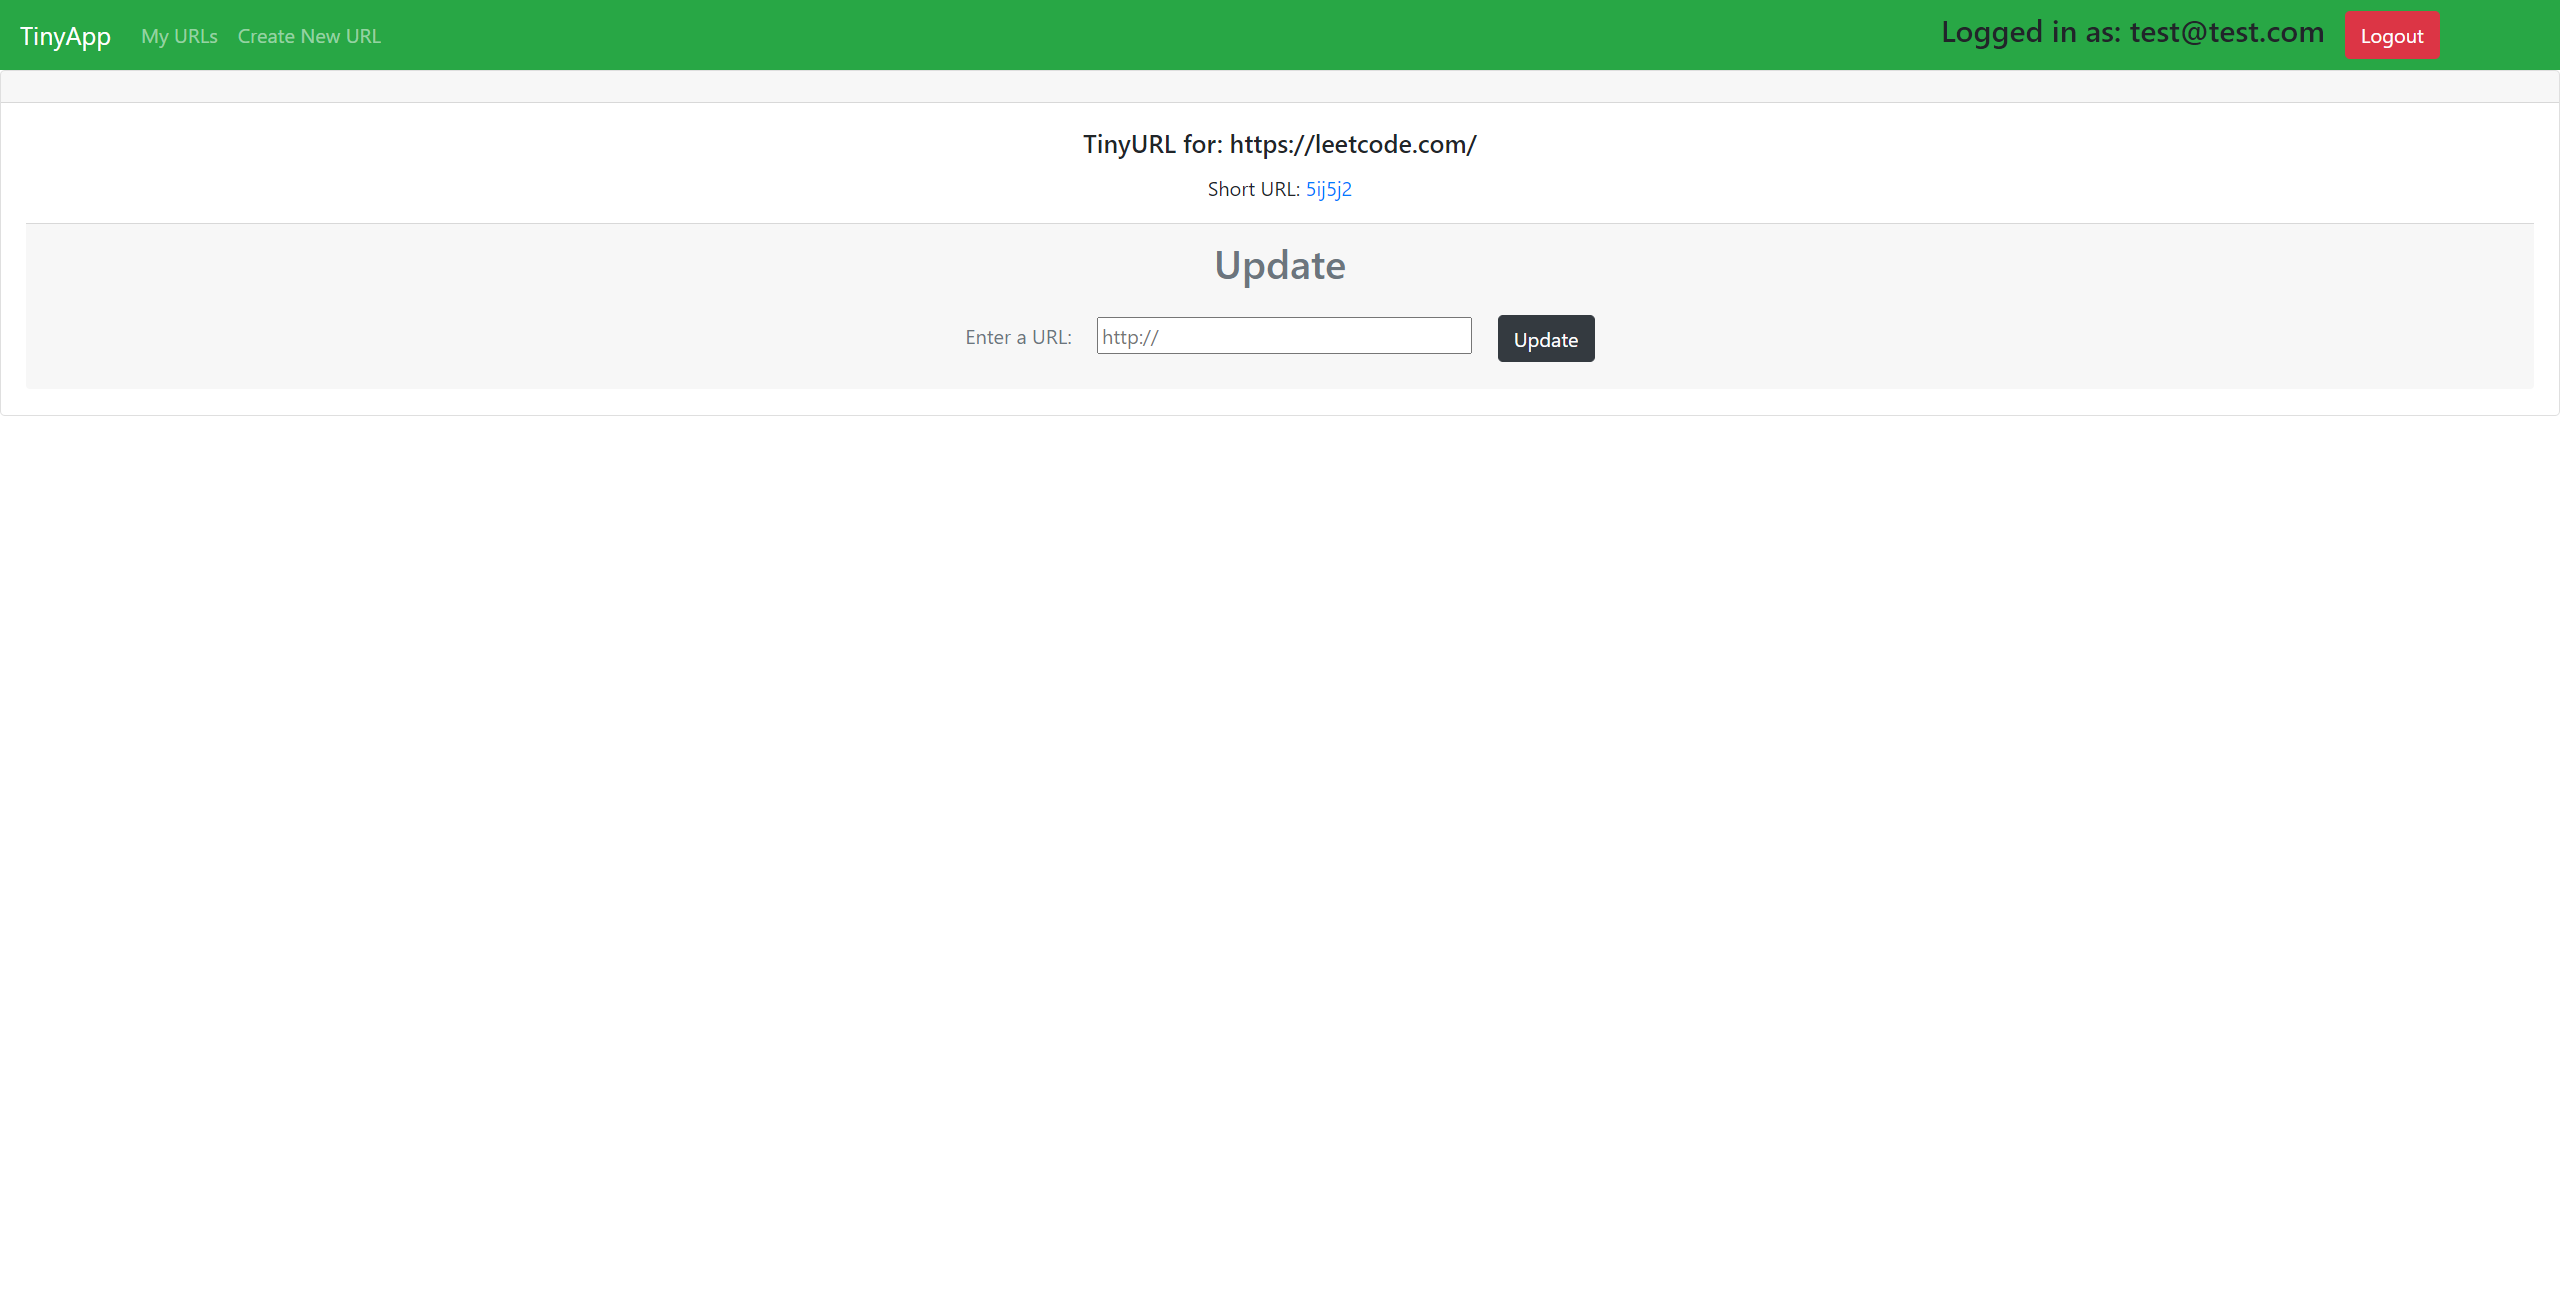 TinyApp My URLs Create New URL Logged in as: test@test.com Logout
TinyURL for: https://leetcode.com/
Short URL: 5ij5j2
Update
Enter a URL: http:// Update